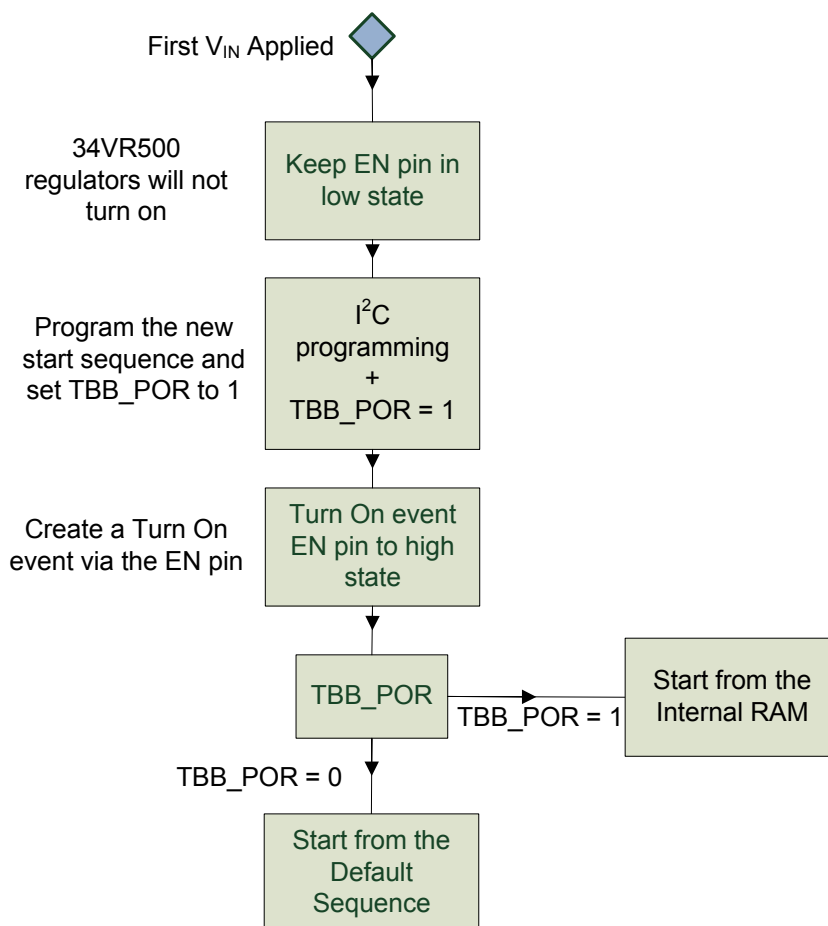 First V_IN Applied
34VR500
regulators will not
turn on
Keep EN pin in
low state
Program the new
start sequence and
set TBB_POR to 1
I²C
programming
+
TBB_POR = 1
Create a Turn On
event via the EN pin
Turn On event
EN pin to high
state
TBB_POR
TBB_POR = 1
Start from the
Internal RAM
TBB_POR = 0
Start from the
Default
Sequence